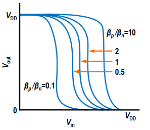 V_DD
β_p/β_n=10
2
1
0.5
β_p/β_n=0.1
V_out
0
V_in
V_DD